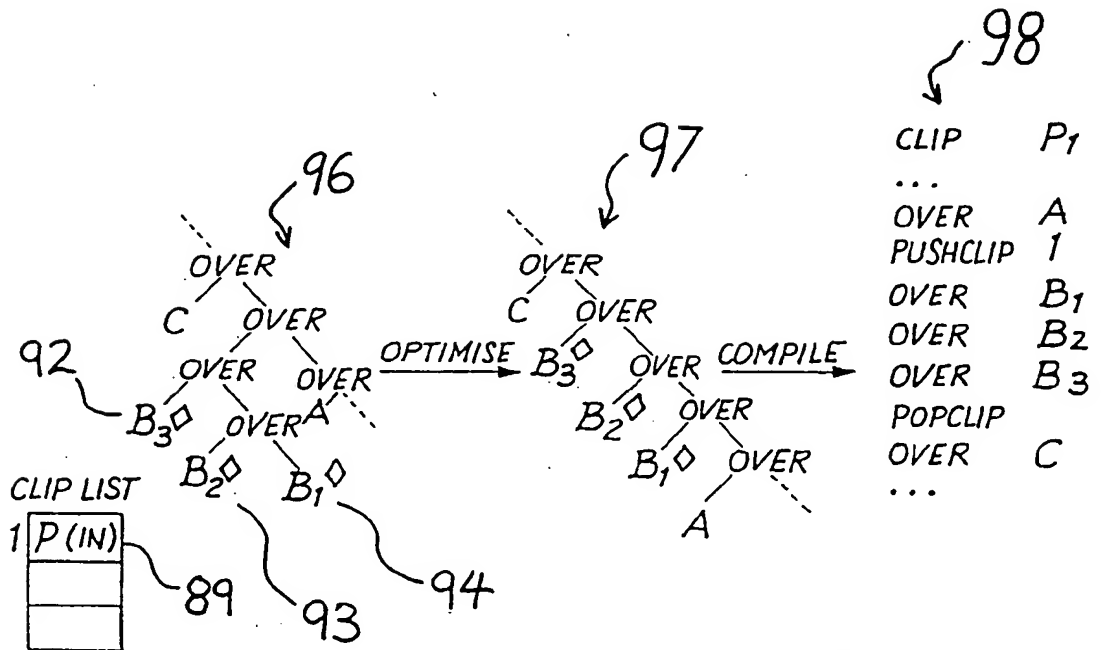 98
CLIP P1
...
OVER A
PUSHCLIP 1
OVER B1
OVER B2
OVER B3
POPCLIP
OVER C
...
96
OVER
C OVER
92 OVER OVER
B3◇ OVER A
B2◇ B1◇
93
94
OPTIMISE
97
OVER
C OVER
B3◇ OVER
B2◇ OVER
B1◇ OVER
A
COMPILE
CLIP LIST
1 P (IN)
89